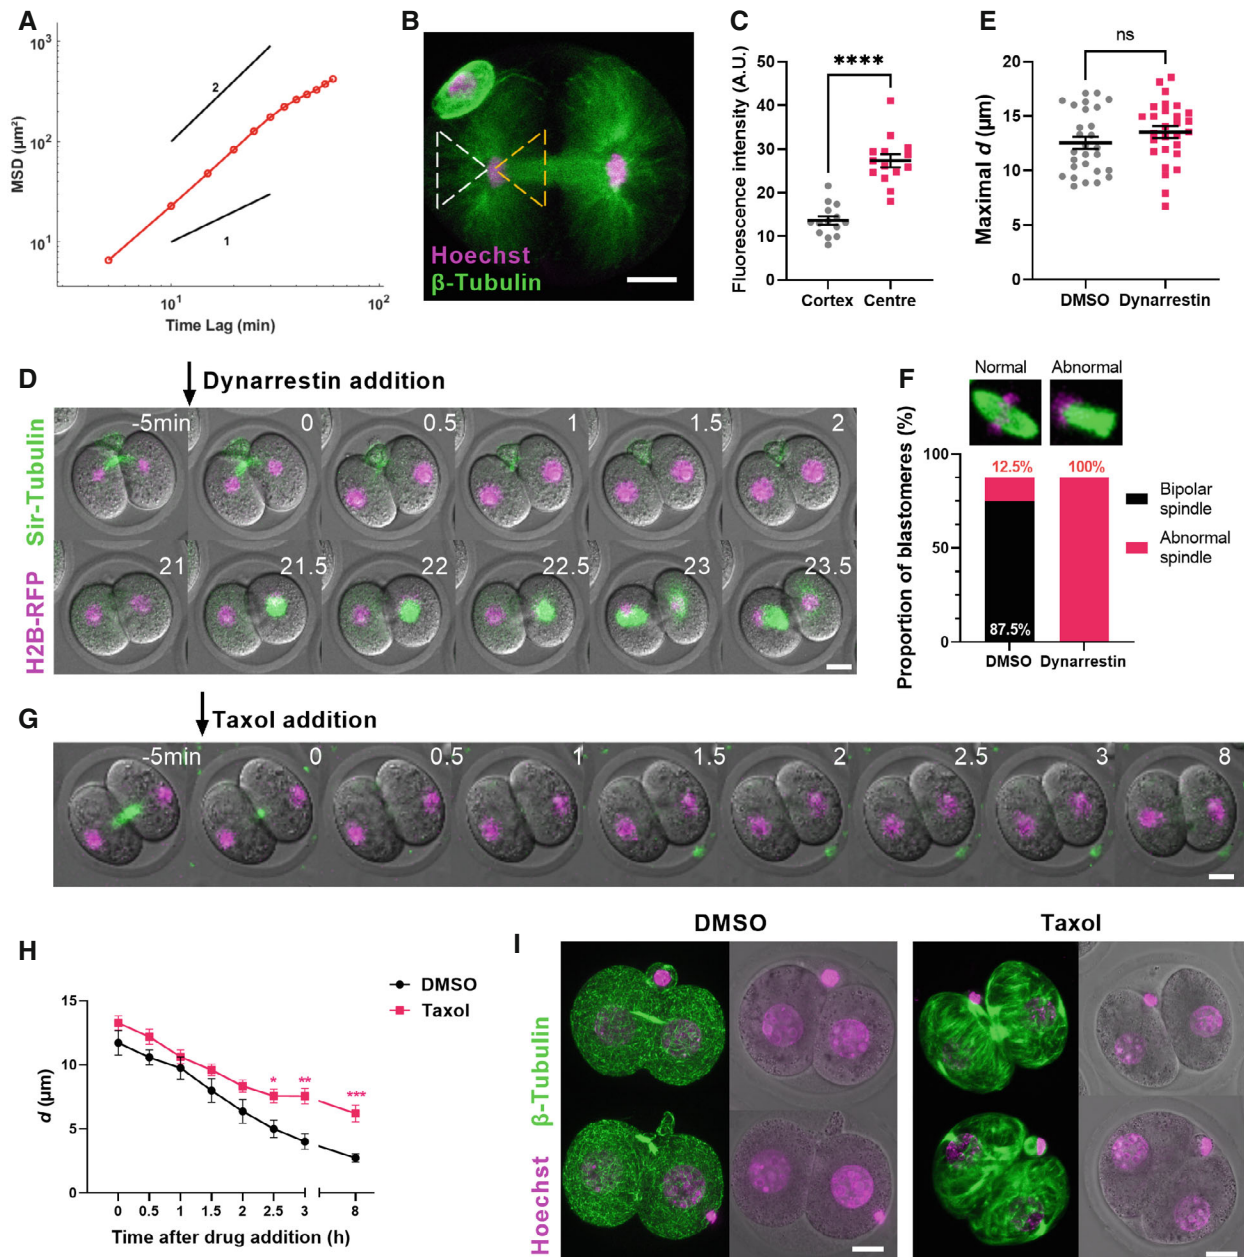 A
MSD (μm²)
10³
10²
10¹
2
1
10¹
10²
Time Lag (min)
B
Hoechst
β-Tubulin
C
Fluorescence intensity (A.U.)
50
40
30
20
10
0
****
Cortex
Centre
E
Maximal d (μm)
20
15
10
5
0
ns
DMSO
Dynarrestin
D
Dynarrestin addition
Sir-Tubulin
H2B-RFP
-5min
0
0.5
1
1.5
2
21
21.5
22
22.5
23
23.5
F
Normal
Abnormal
Proportion of blastomeres (%)
100
50
0
12.5%
100%
87.5%
DMSO
Dynarrestin
Bipolar
spindle
Abnormal
spindle
G
Taxol addition
-5min
0
0.5
1
1.5
2
2.5
3
8
H
DMSO
Taxol
d (μm)
15
10
5
0
*
**
***
0
0.5
1
1.5
2
2.5
3
8
Time after drug addition (h)
I
DMSO
Taxol
β-Tubulin
Hoechst